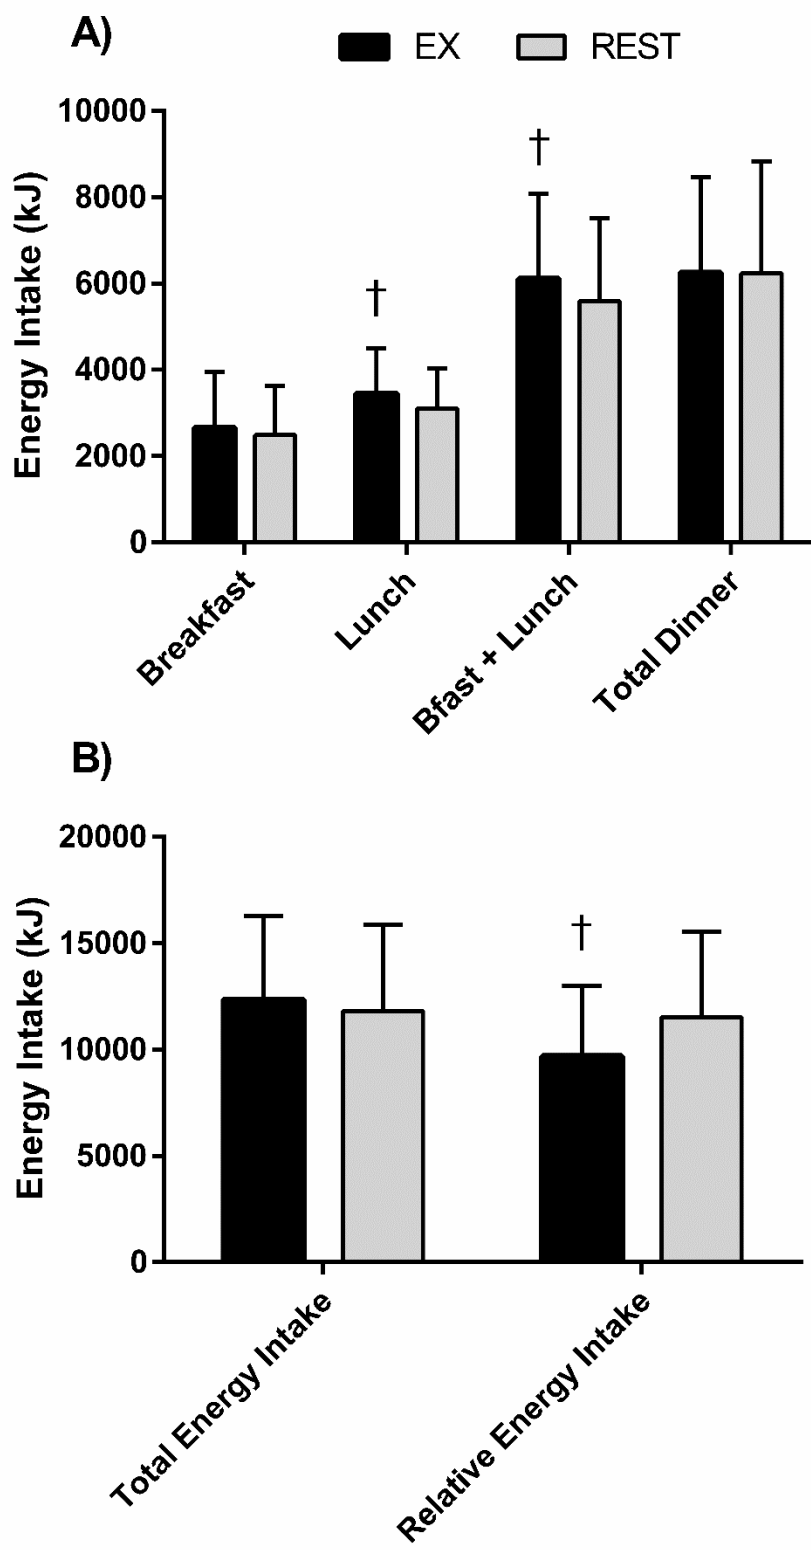 A)
EX REST
10000
8000
6000
4000
2000
0
Energy Intake (kJ)
Breakfast
Lunch
Bfast + Lunch
Total Dinner
†
†
B)
20000
15000
10000
5000
0
Energy Intake (kJ)
Total Energy Intake
Relative Energy Intake
†